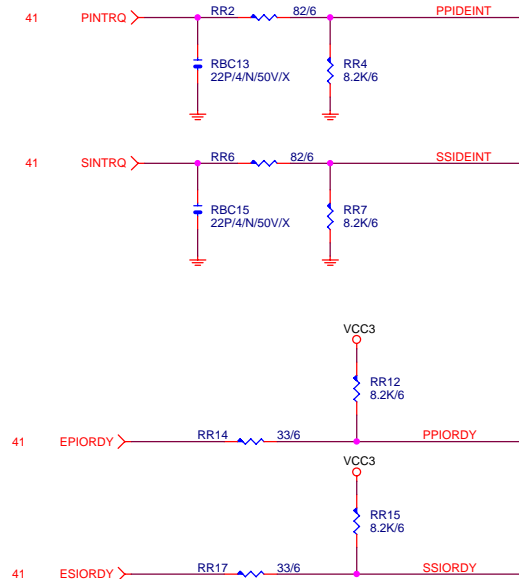 41 PINTRQ RR2 82/6 PPIDEINT
RBC13 RR4
22P/4/N/50V/X 8.2K/6
41 SINTRQ RR6 82/6 SSIDEINT
RBC15 RR7
22P/4/N/50V/X 8.2K/6
VCC3
RR12
8.2K/6
41 EPIORDY RR14 33/6 PPIORDY
VCC3
RR15
8.2K/6
41 ESIORDY RR17 33/6 SSIORDY